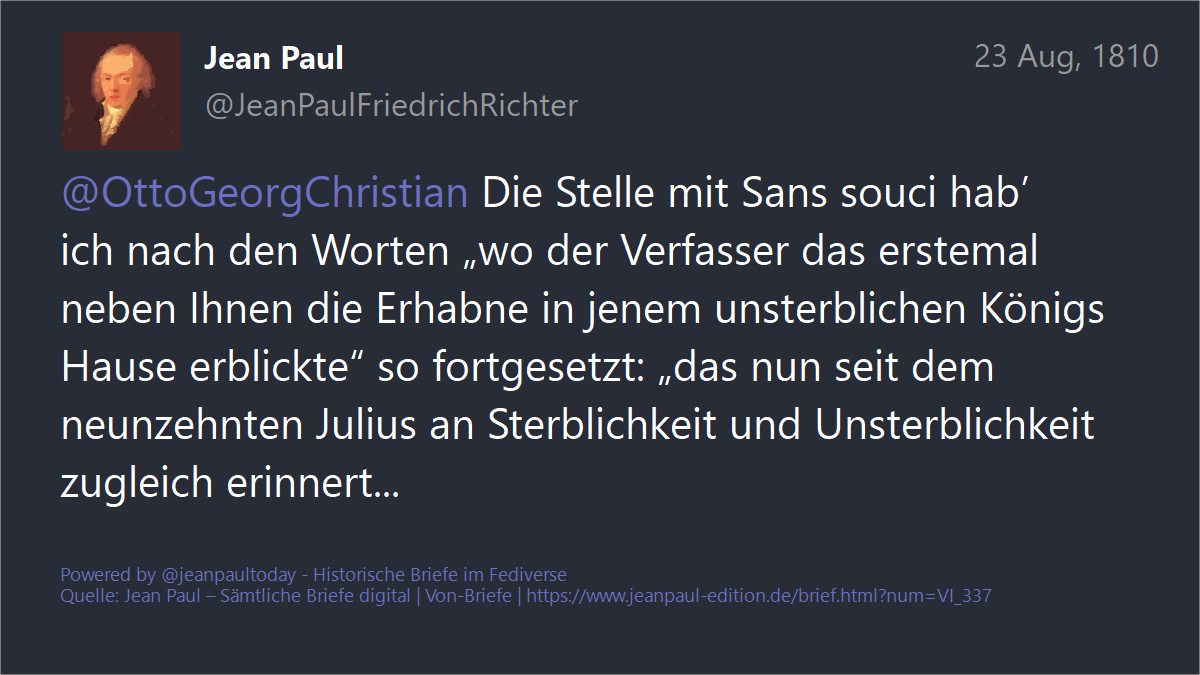 Jean Paul
23 Aug, 1810
@JeanPaulFriedrichRichter
@OttoGeorgChristian Die Stelle mit Sans souci hab’
ich nach den Worten „wo der Verfasser das erstemal
neben Ihnen die Erhabne in jenem unsterblichen Königs
Hause erblickte“ so fortgesetzt: „das nun seit dem
neunzehnten Julius an Sterblichkeit und Unsterblichkeit
zugleich erinnert...
Powered by @jeanpaultoday - Historische Briefe im Fediverse
Quelle: Jean Paul – Sämtliche Briefe digital | Von-Briefe | https://www.jeanpaul-edition.de/brief.html?num=VI_337